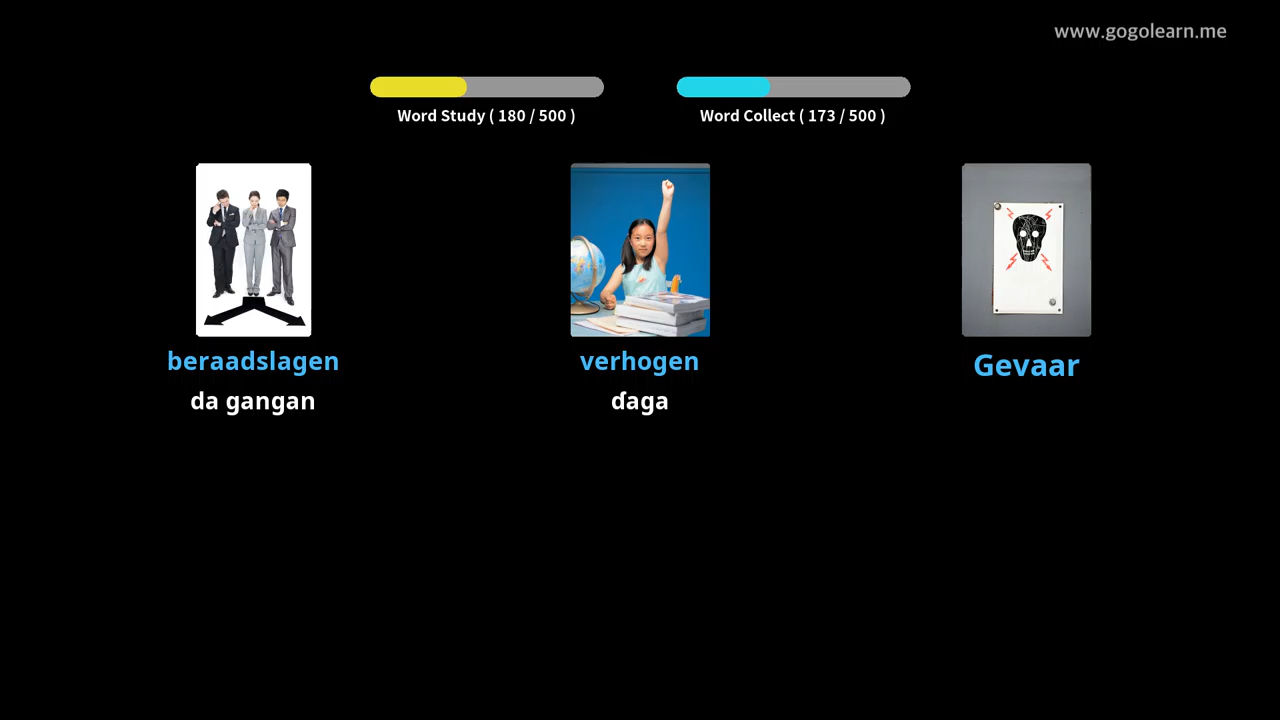 www.gogolearn.me
Word Study ( 180 / 500 )
Word Collect ( 173 / 500 )
beraadslagen
verhogen
Gevaar
da gangan
ɗaga